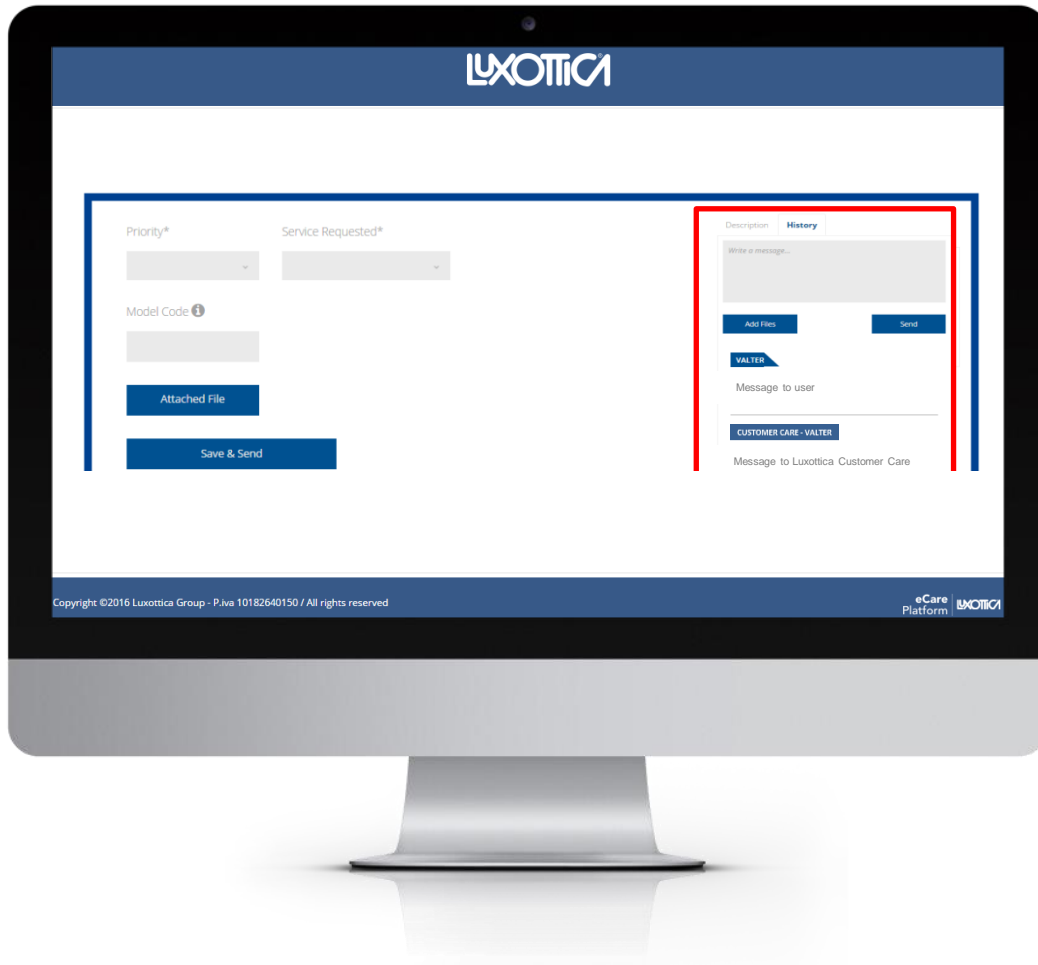 LUXOTTICA
Priority*
Service Requested*
Model Code
Attached File
Save & Send
Description History
Write a message...
Add Files
Send
VALTER
Message to user
CUSTOMER CARE - VALTER
Message to Luxottica Customer Care
Copyright ©2016 Luxottica Group - P.iva 10182640150 / All rights reserved
eCare
Platform
LUXOTTICA